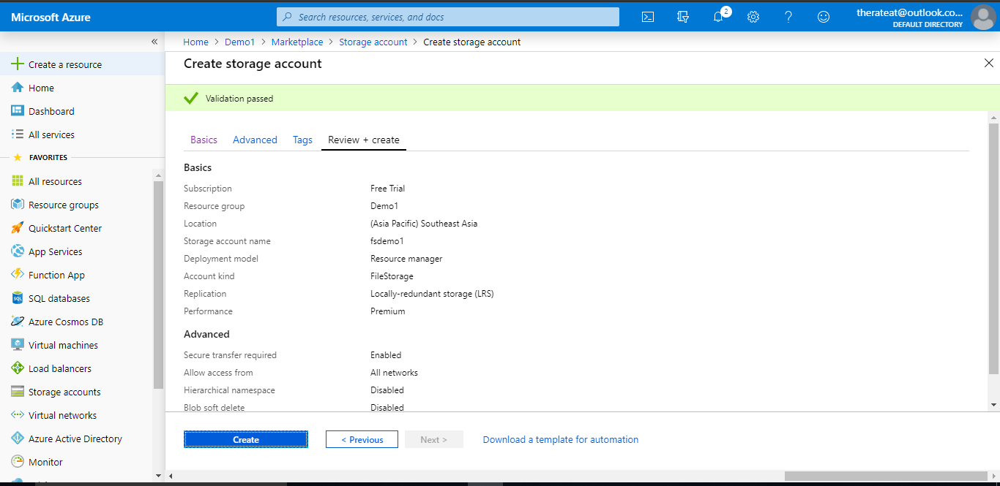 Microsoft Azure
Search resources, services, and docs
2
therateat@outlook.co...
DEFAULT DIRECTORY
«
Home > Demo1 > Marketplace > Storage account > Create storage account
Create a resource
Home
Dashboard
All services
FAVORITES
All resources
Resource groups
Quickstart Center
App Services
Function App
SQL databases
Azure Cosmos DB
Virtual machines
Load balancers
Storage accounts
Virtual networks
Azure Active Directory
Monitor
Create storage account
Validation passed
Basics Advanced Tags Review + create
Basics
Subscription Free Trial
Resource group Demo1
Location (Asia Pacific) Southeast Asia
Storage account name fsdemo1
Deployment model Resource manager
Account kind FileStorage
Replication Locally-redundant storage (LRS)
Performance Premium
Advanced
Secure transfer required Enabled
Allow access from All networks
Hierarchical namespace Disabled
Blob soft delete Disabled
Create < Previous Next > Download a template for automation